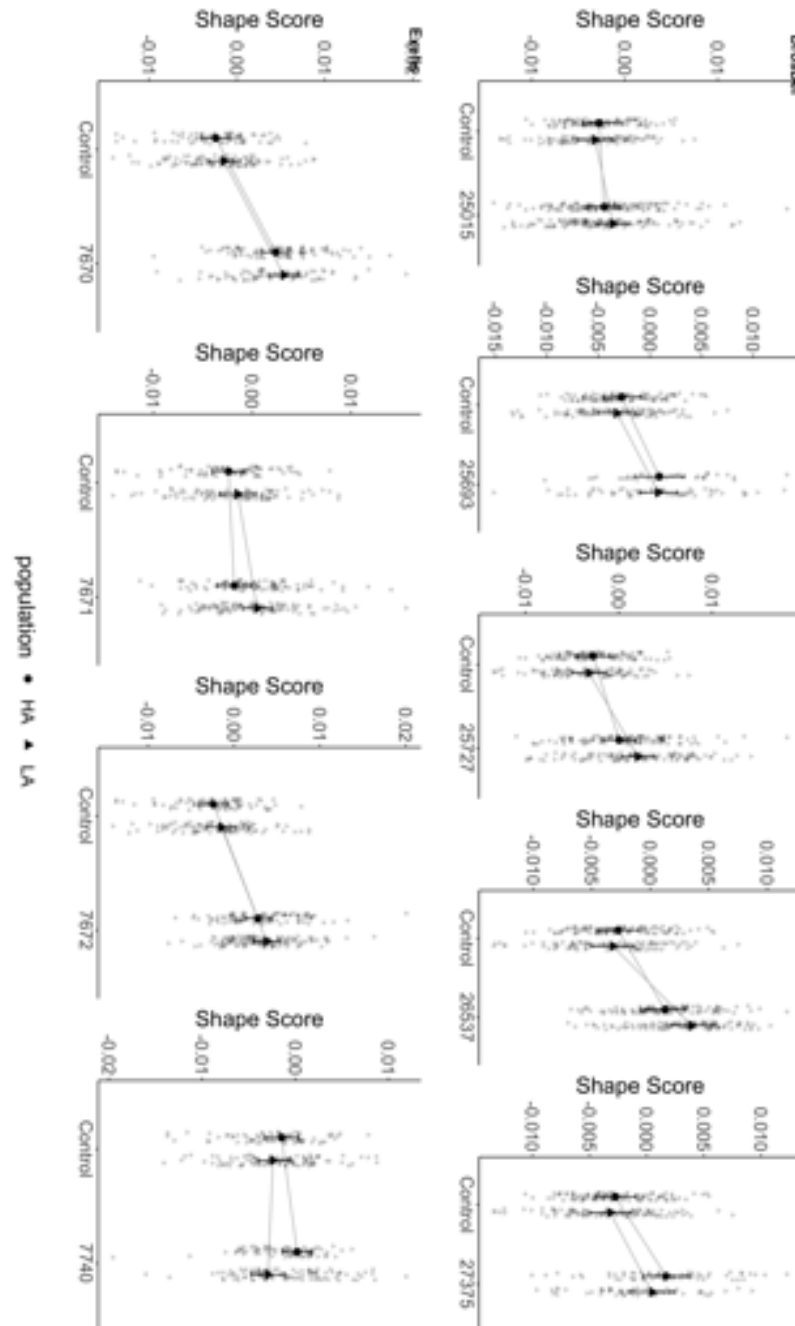 Shape Score
0.01
0.00
-0.01
Control 25015
Shape Score
0.010
0.005
0.000
-0.005
-0.010
-0.015
Control 25693
Shape Score
0.01
0.00
-0.01
Control 25727
Shape Score
0.010
0.005
0.000
-0.005
-0.010
Control 26537
Shape Score
0.010
0.005
0.000
-0.005
-0.010
Control 27375
Shape Score
0.01
0.00
-0.01
Control 7670
Shape Score
0.01
0.00
-0.01
Control 7671
Shape Score
0.02
0.01
0.00
-0.01
Control 7672
Shape Score
0.01
0.00
-0.01
-0.02
Control 7740
population HA LA